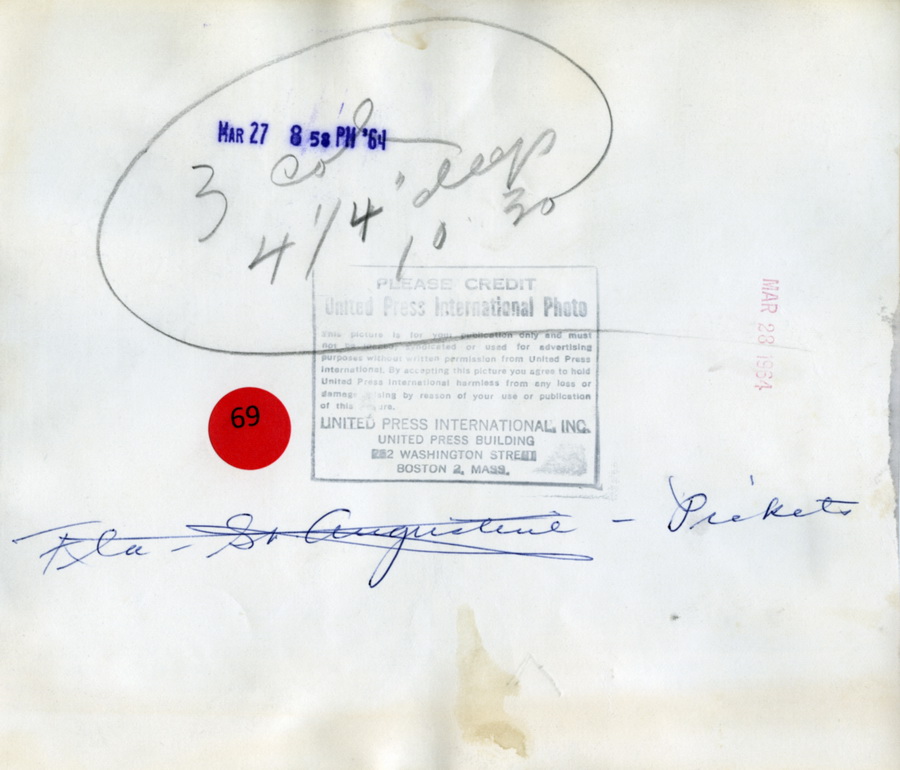 MAR 27 8 58 PM '64
3 col deep
4 1/4"
10 30
PLEASE CREDIT
United Press International Photo
This picture is for your publication only and must
not be used, syndicated or used for advertising
purposes without written permission from United Press
International. By accepting this picture you agree to hold
United Press International harmless from any loss or
damage arising by reason of your use or publication
of this picture.
UNITED PRESS INTERNATIONAL, INC.
UNITED PRESS BUILDING
WASHINGTON STREET
BOSTON 2, MASS.
MAR 28 1964
69
Fla - St Augustine - Pickets